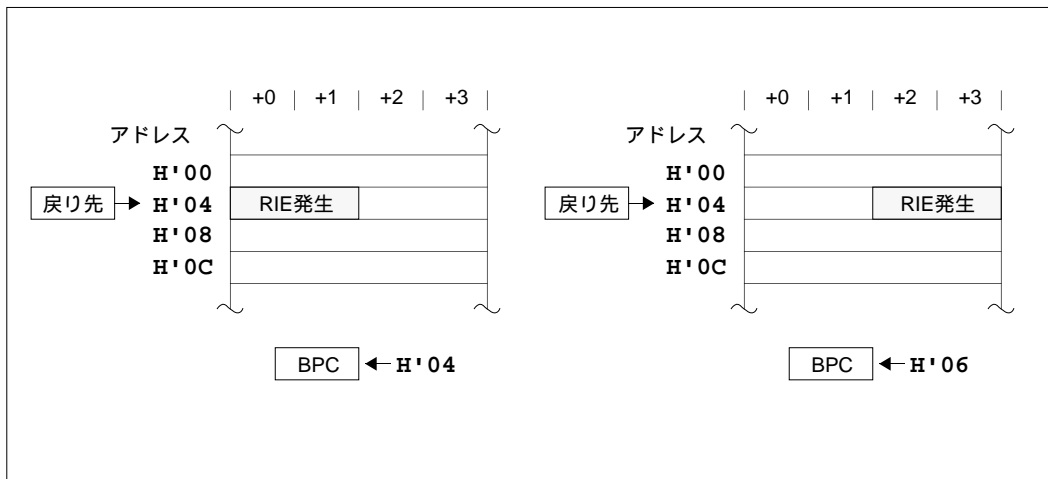 +0 +1 +2 +3
アドレス
H'00
戻り先 H'04 RIE発生
H'08
H'0C
BPC H'04
+0 +1 +2 +3
アドレス
H'00
戻り先 H'04 RIE発生
H'08
H'0C
BPC H'06